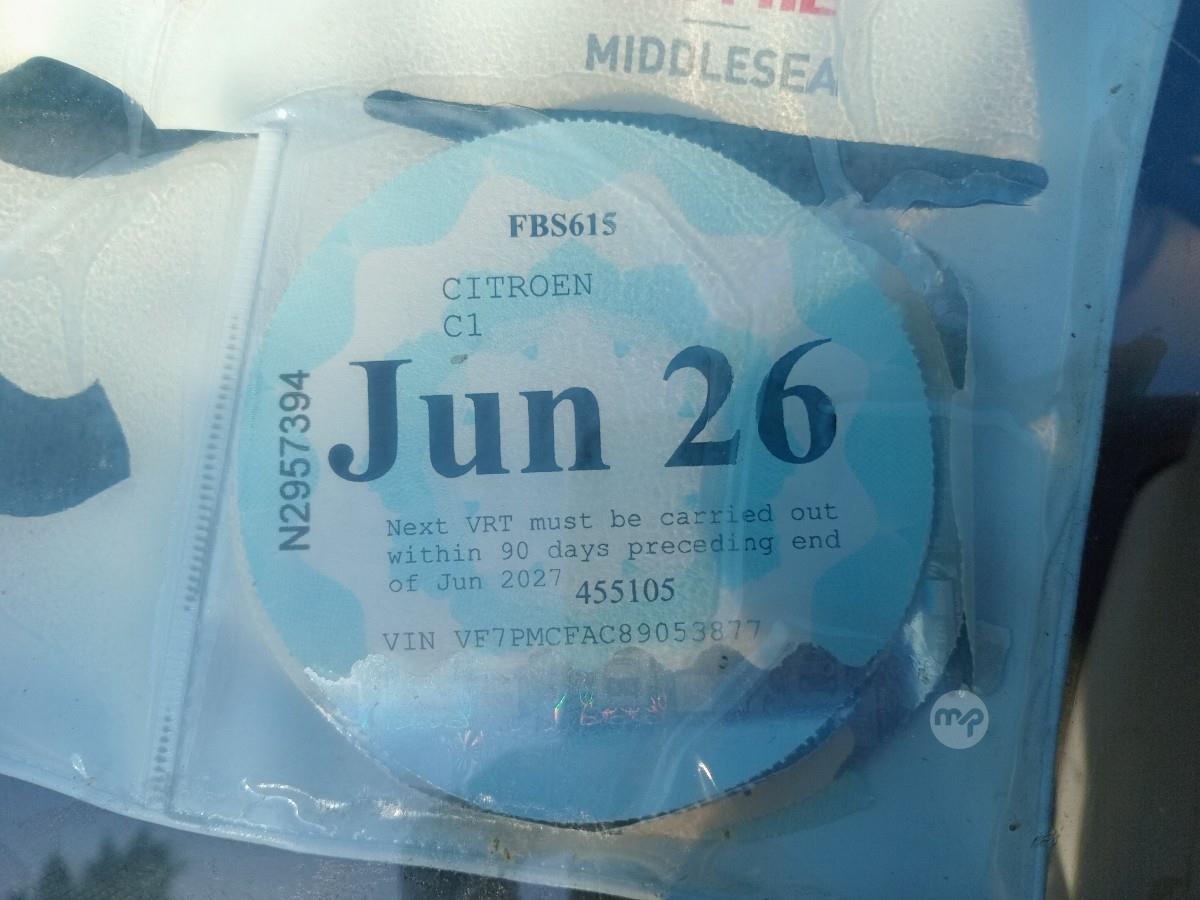 MIDDLESEA
FBS615
CITROEN
C1
Jun 26
N2957394
Next VRT must be carried out
within 90 days preceding end
of Jun 2027 455105
VIN VF7PMCFAC89053877
mp